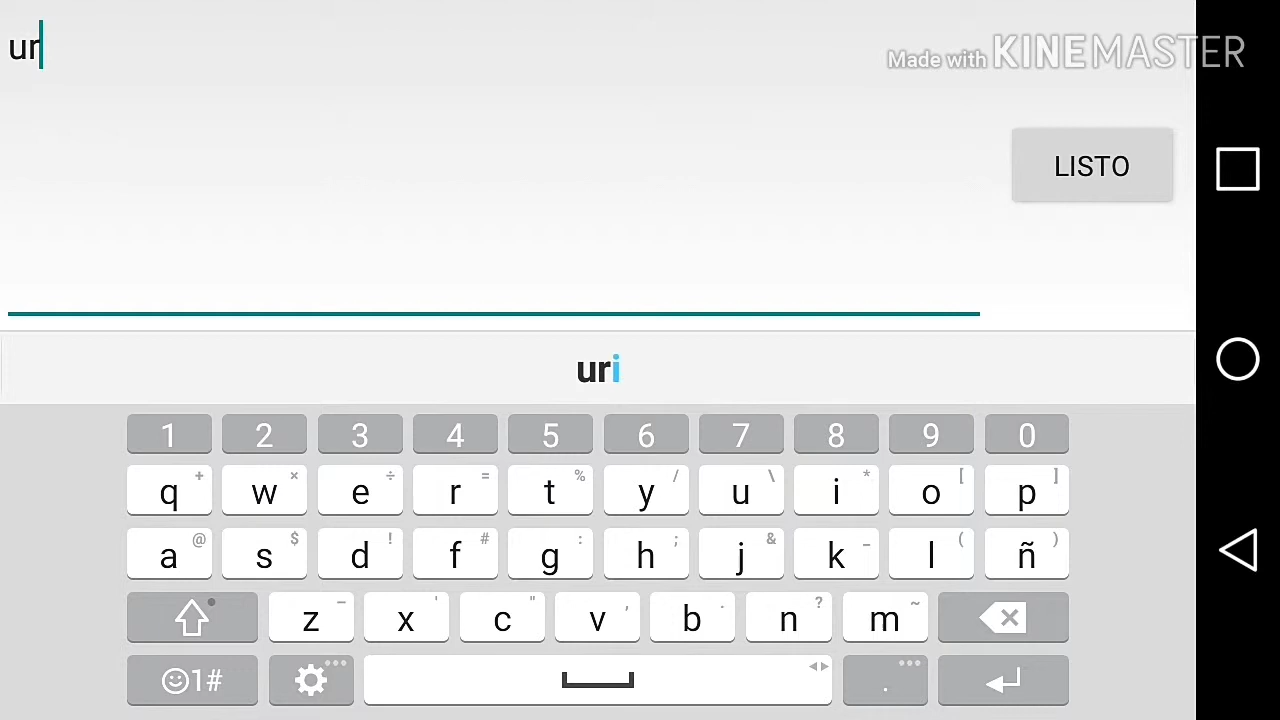 ur
Made with KINEMASTER
LISTO
uri
1 2 3 4 5 6 7 8 9 0
q + w × e ÷ r = t % y / u \ i * o [ p ]
a @ s $ d ! f # g : h ; j & k _ l ( ñ )
z – x ' c " v , b . n ? m ~
1# .